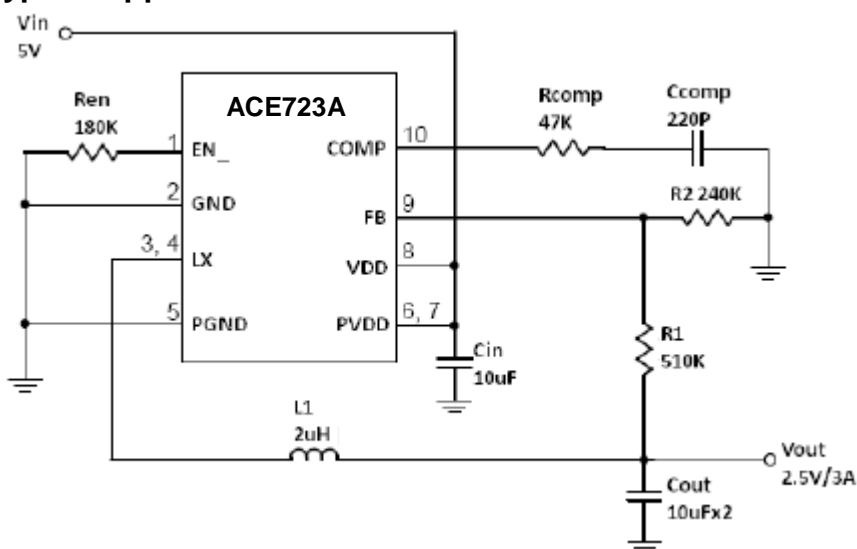 Vin
5V
ACE723A
Ren
180K
Rcomp
47K
Ccomp
220P
1
EN_
COMP
10
2
GND
R2 240K
FB
9
3, 4
LX
VDD
8
5
PGND
PVDD
6, 7
Cin
10uF
R1
510K
L1
2uH
Vout
2.5V/3A
Cout
10uFx2